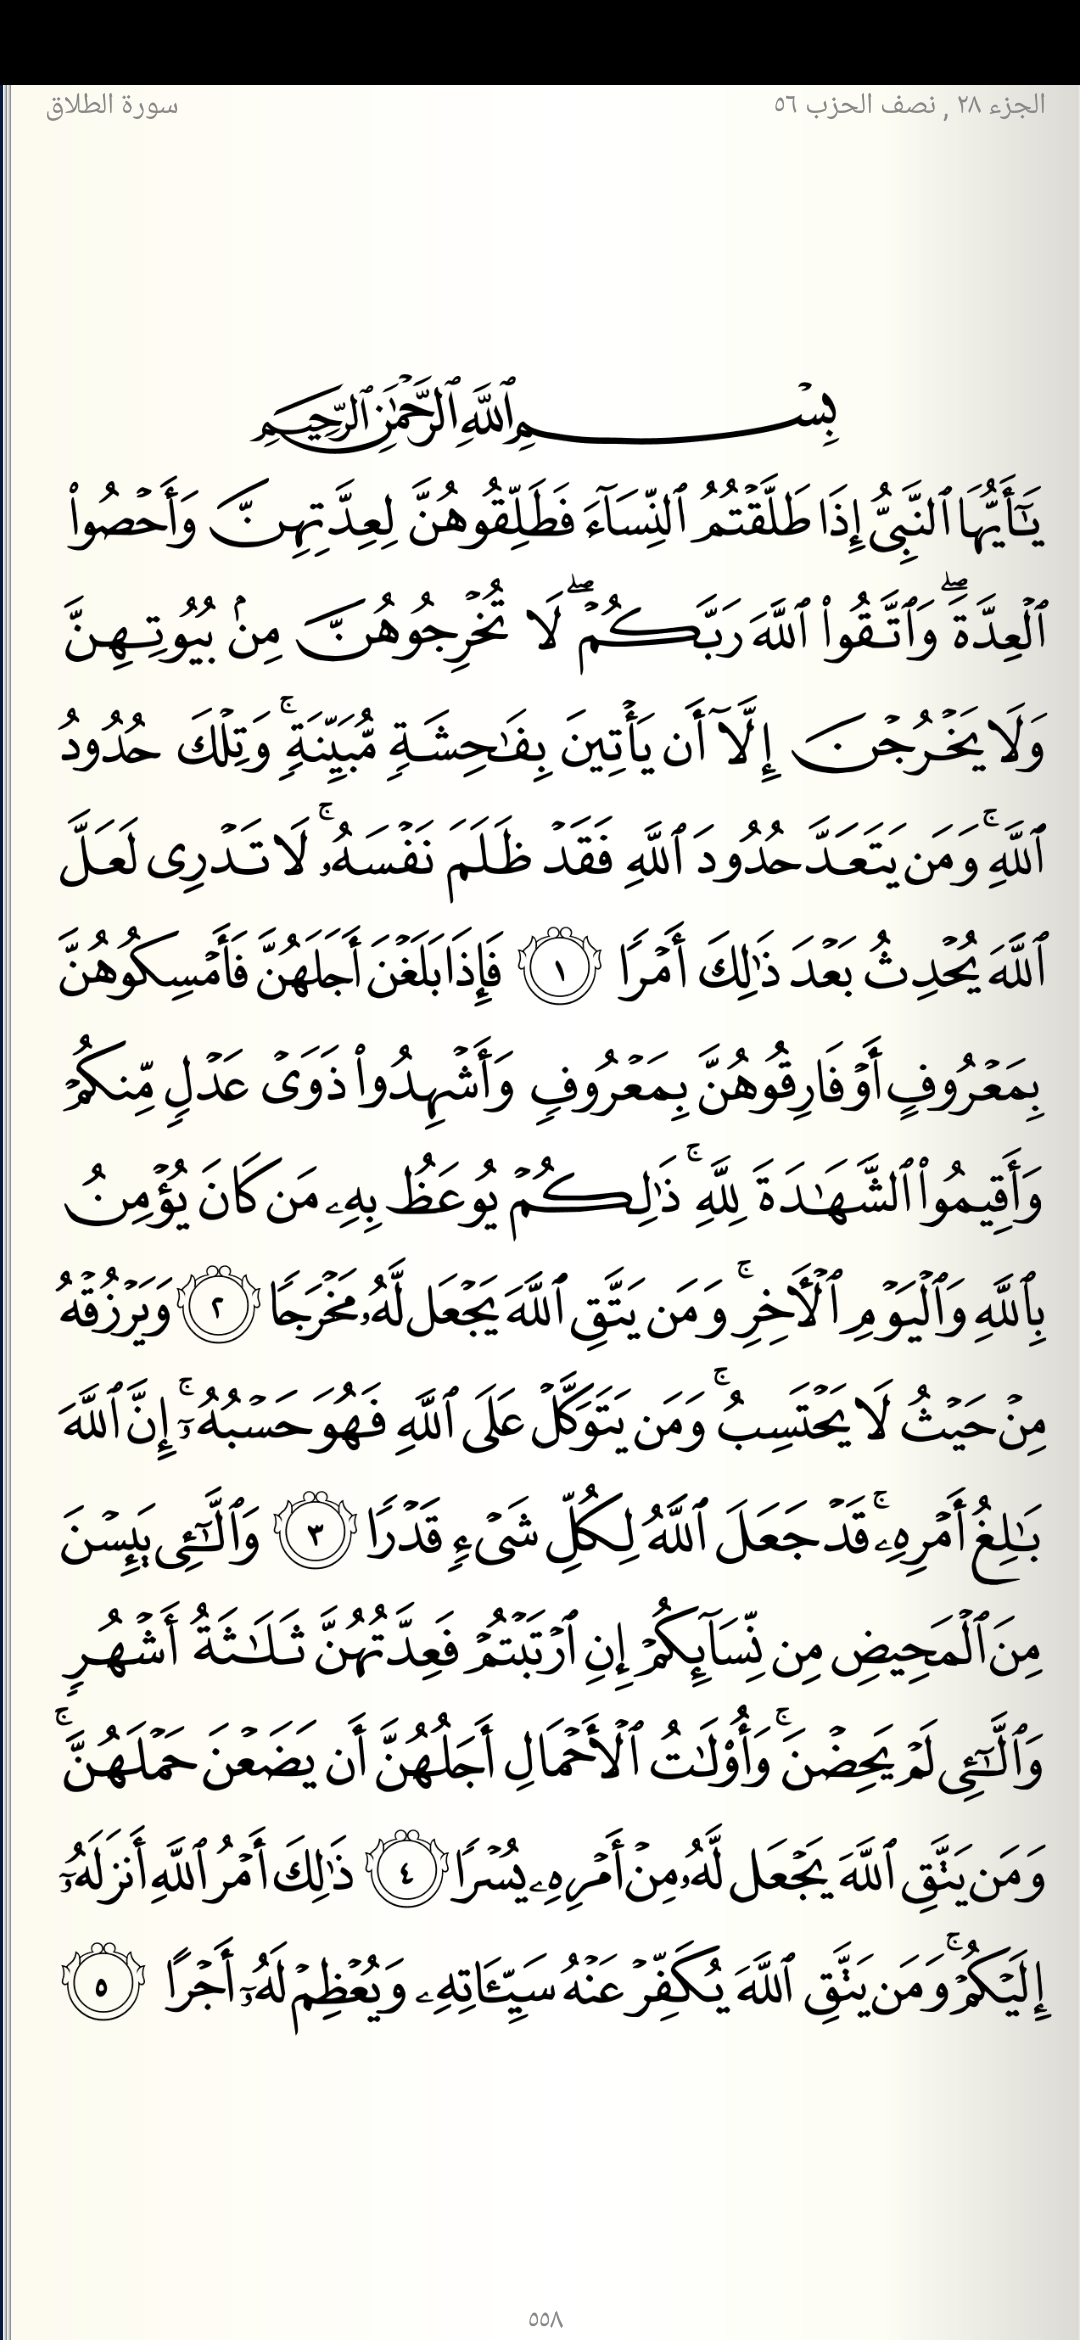 الجزء ٢٨ , نصف الحزب ٥٦
سورة الطلاق
بِسْمِ ٱللَّهِ ٱلرَّحْمَٰنِ ٱلرَّحِيمِ
يَٰٓأَيُّهَا ٱلنَّبِىُّ إِذَا طَلَّقْتُمُ ٱلنِّسَآءَ فَطَلِّقُوهُنَّ لِعِدَّتِهِنَّ وَأَحْصُوا۟
ٱلْعِدَّةَ ۖ وَٱتَّقُوا۟ ٱللَّهَ رَبَّكُمْ ۖ لَا تُخْرِجُوهُنَّ مِنۢ بُيُوتِهِنَّ
وَلَا يَخْرُجْنَ إِلَّآ أَن يَأْتِينَ بِفَٰحِشَةٍ مُّبَيِّنَةٍ ۚ وَتِلْكَ حُدُودُ
ٱللَّهِ ۚ وَمَن يَتَعَدَّ حُدُودَ ٱللَّهِ فَقَدْ ظَلَمَ نَفْسَهُۥ ۚ لَا تَدْرِى لَعَلَّ
ٱللَّهَ يُحْدِثُ بَعْدَ ذَٰلِكَ أَمْرًا ١ فَإِذَا بَلَغْنَ أَجَلَهُنَّ فَأَمْسِكُوهُنَّ
بِمَعْرُوفٍ أَوْ فَارِقُوهُنَّ بِمَعْرُوفٍ وَأَشْهِدُوا۟ ذَوَىْ عَدْلٍ مِّنكُمْ
وَأَقِيمُوا۟ ٱلشَّهَٰدَةَ لِلَّهِ ۚ ذَٰلِكُمْ يُوعَظُ بِهِۦ مَن كَانَ يُؤْمِنُ
بِٱللَّهِ وَٱلْيَوْمِ ٱلْأَخِرِ ۚ وَمَن يَتَّقِ ٱللَّهَ يَجْعَل لَّهُۥ مَخْرَجًا ٢ وَيَرْزُقْهُ
مِنْ حَيْثُ لَا يَحْتَسِبُ ۚ وَمَن يَتَوَكَّلْ عَلَى ٱللَّهِ فَهُوَ حَسْبُهُۥٓ ۚ إِنَّ ٱللَّهَ
بَٰلِغُ أَمْرِهِۦ ۚ قَدْ جَعَلَ ٱللَّهُ لِكُلِّ شَىْءٍ قَدْرًا ٣ وَٱلَّٰٓـِٔى يَئِسْنَ
مِنَ ٱلْمَحِيضِ مِن نِّسَآئِكُمْ إِنِ ٱرْتَبْتُمْ فَعِدَّتُهُنَّ ثَلَٰثَةُ أَشْهُرٍ
وَٱلَّٰٓـِٔى لَمْ يَحِضْنَ ۚ وَأُو۟لَٰتُ ٱلْأَحْمَالِ أَجَلُهُنَّ أَن يَضَعْنَ حَمْلَهُنَّ ۚ
وَمَن يَتَّقِ ٱللَّهَ يَجْعَل لَّهُۥ مِنْ أَمْرِهِۦ يُسْرًا ٤ ذَٰلِكَ أَمْرُ ٱللَّهِ أَنزَلَهُۥٓ
إِلَيْكُمْ ۚ وَمَن يَتَّقِ ٱللَّهَ يُكَفِّرْ عَنْهُ سَيِّـَٔاتِهِۦ وَيُعْظِمْ لَهُۥٓ أَجْرًا ٥
٥٥٨